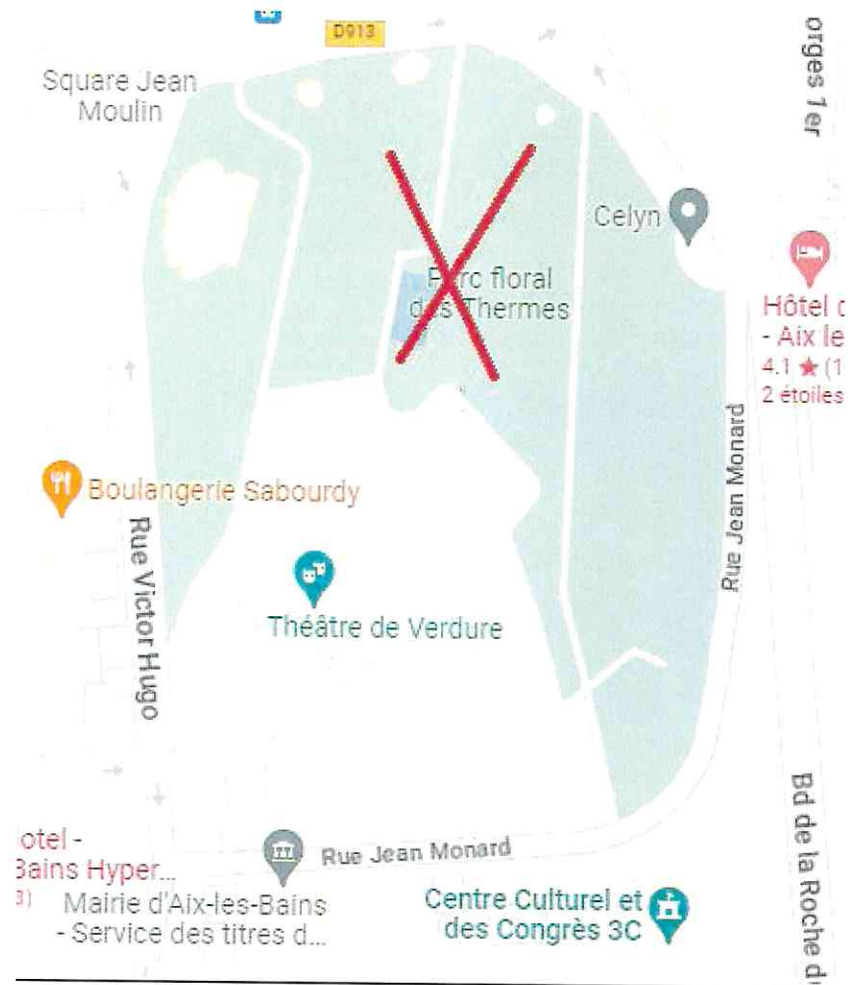 D913
orges 1er
Square Jean
Moulin
Celyn
Parc floral
des Thermes
Hôtel
- Aix le
4.1 ★ (1
2 étoiles
Rue Jean Monard
Boulangerie Sabourdy
Rue Victor Hugo
Théâtre de Verdure
Bd de la Roche d
otel -
Bains Hyper...
3)
Rue Jean Monard
Mairie d'Aix-les-Bains
- Service des titres d...
Centre Culturel et
des Congrès 3C